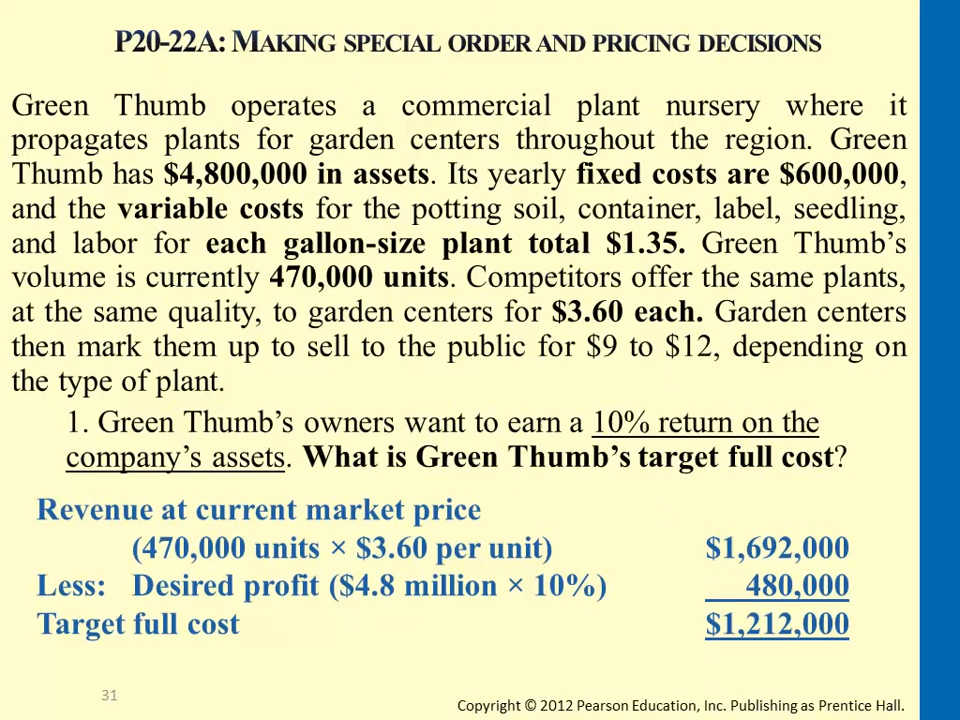 P20-22A: MAKING SPECIAL ORDER AND PRICING DECISIONS
Green Thumb operates a commercial plant nursery where it
propagates plants for garden centers throughout the region. Green
Thumb has $4,800,000 in assets. Its yearly fixed costs are $600,000,
and the variable costs for the potting soil, container, label, seedling,
and labor for each gallon-size plant total $1.35. Green Thumb’s
volume is currently 470,000 units. Competitors offer the same plants,
at the same quality, to garden centers for $3.60 each. Garden centers
then mark them up to sell to the public for $9 to $12, depending on
the type of plant.
1. Green Thumb’s owners want to earn a 10% return on the
company’s assets. What is Green Thumb’s target full cost?
Revenue at current market price
(470,000 units × $3.60 per unit) $1,692,000
Less: Desired profit ($4.8 million × 10%) 480,000
Target full cost $1,212,000
31
Copyright © 2012 Pearson Education, Inc. Publishing as Prentice Hall.